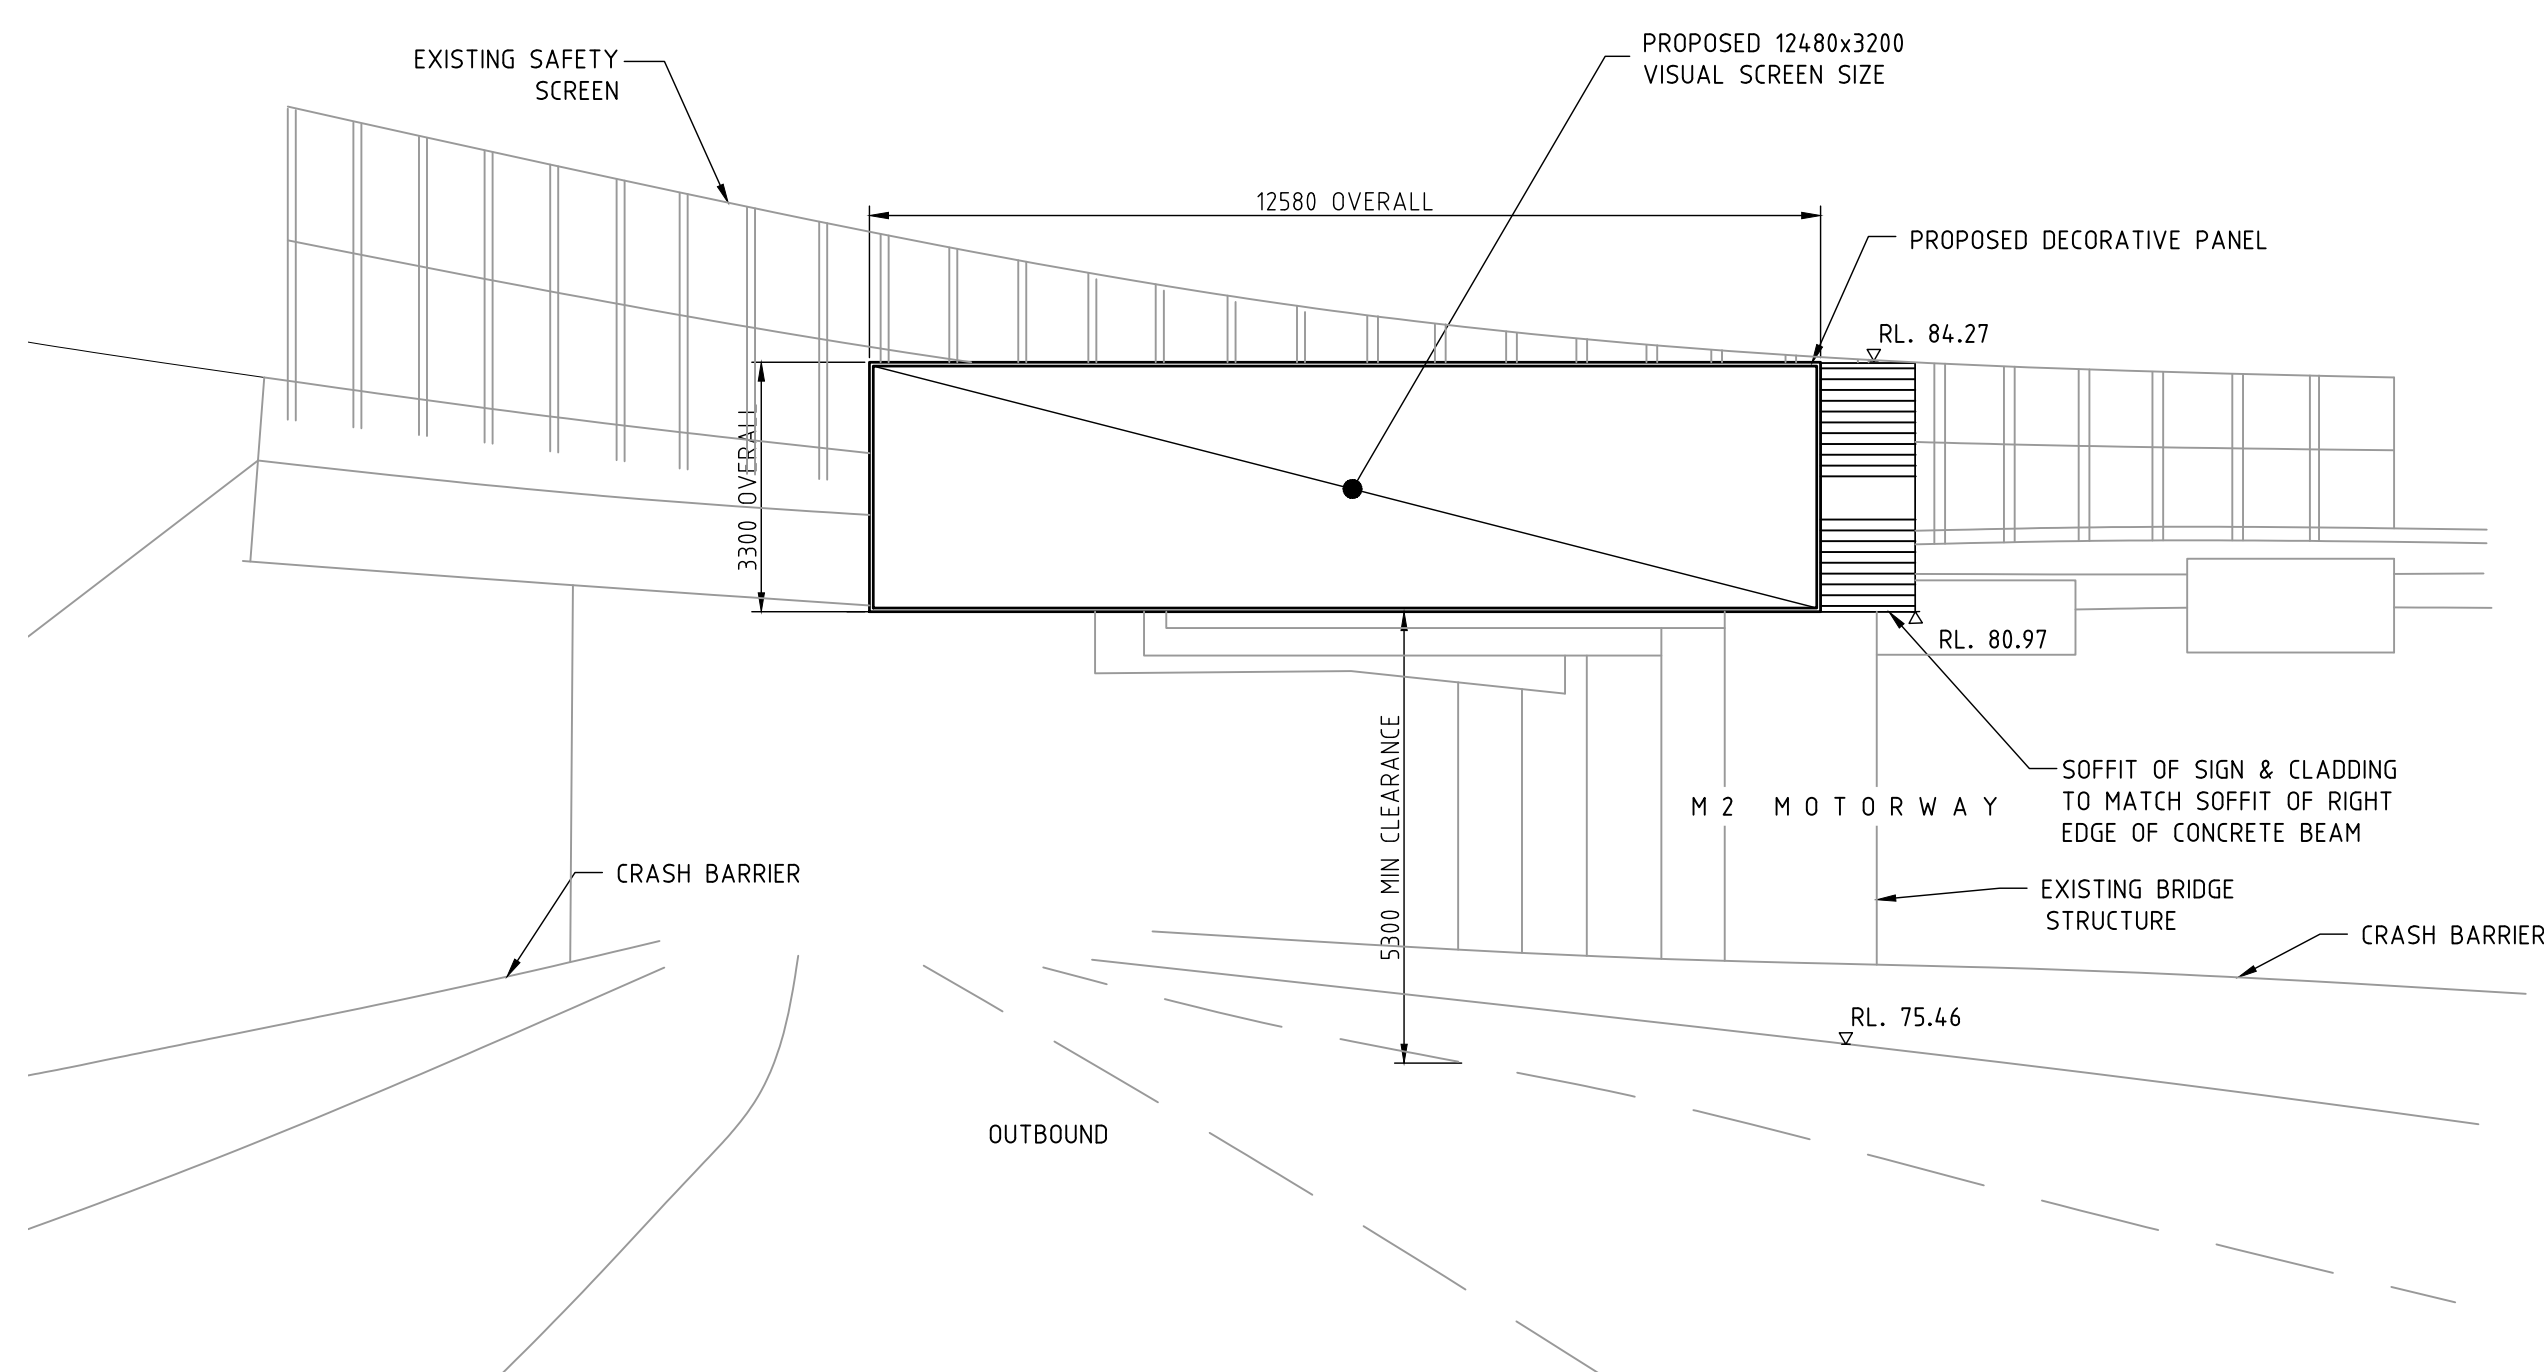 PROPOSED 12480x3200
VISUAL SCREEN SIZE
EXISTING SAFETY
SCREEN
12580 OVERALL
PROPOSED DECORATIVE PANEL
RL. 84.27
3300 OVERALL
RL. 80.97
5300 MIN CLEARANCE
SOFFIT OF SIGN & CLADDING
TO MATCH SOFFIT OF RIGHT
EDGE OF CONCRETE BEAM
M2 MOTORWAY
CRASH BARRIER
EXISTING BRIDGE
STRUCTURE
CRASH BARRIER
RL. 75.46
OUTBOUND